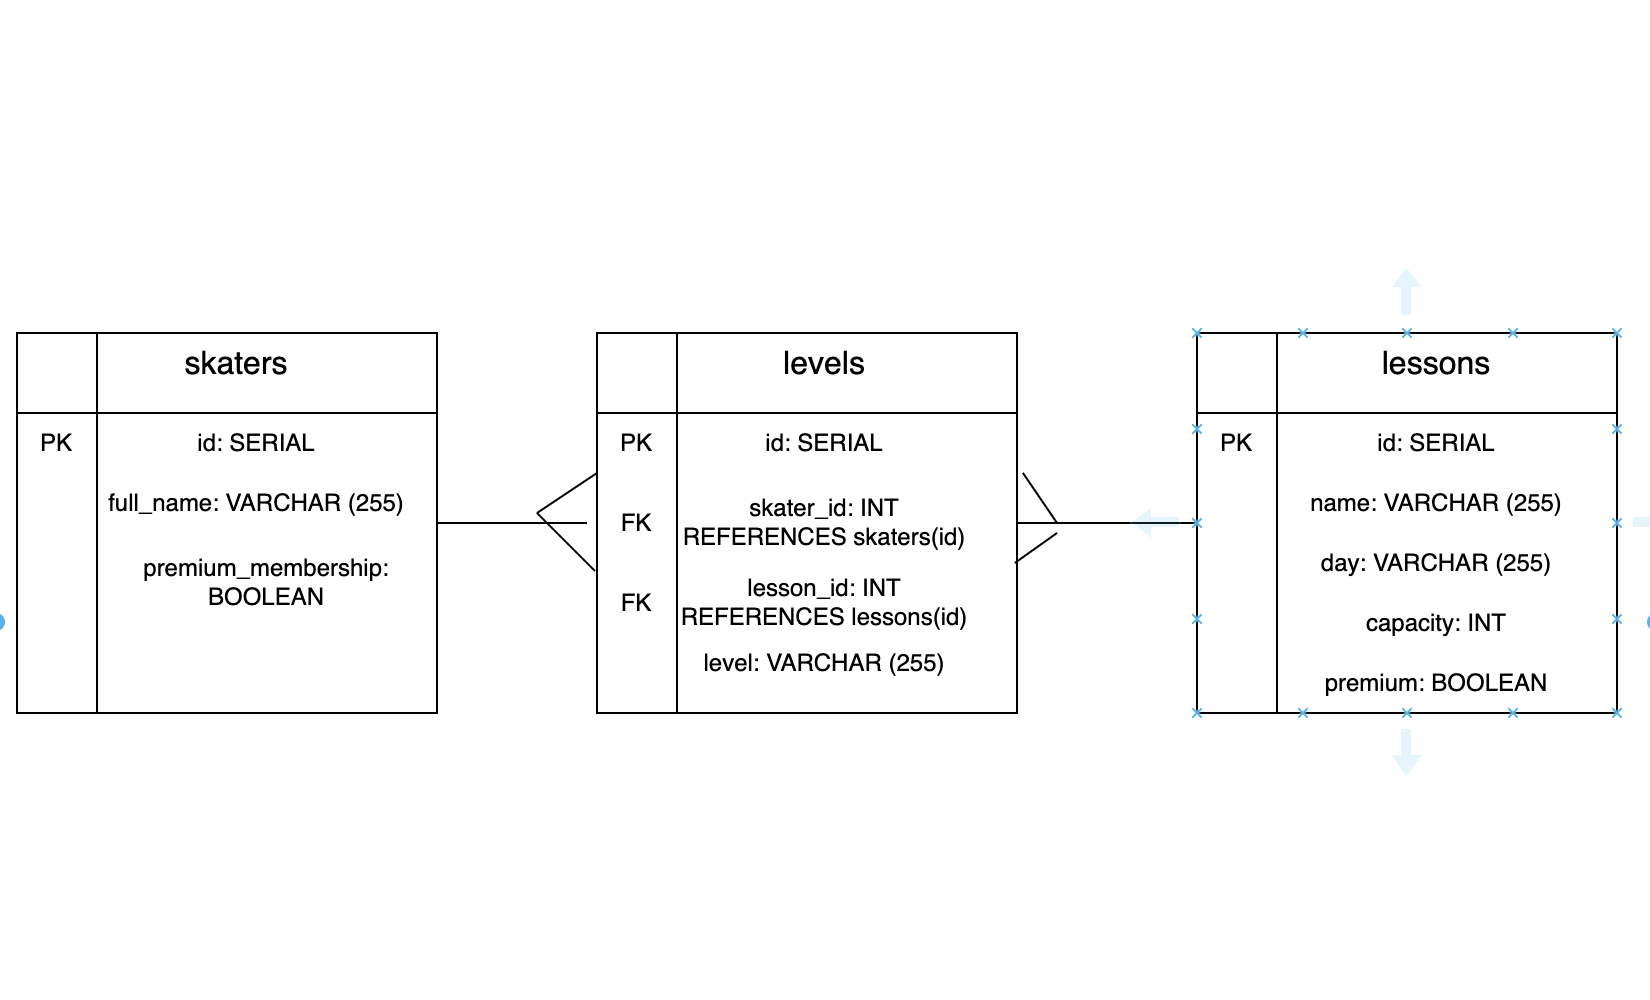 skaters
PK
id: SERIAL
full_name: VARCHAR (255)
premium_membership:
BOOLEAN
levels
PK
id: SERIAL
FK
skater_id: INT
REFERENCES skaters(id)
FK
lesson_id: INT
REFERENCES lessons(id)
level: VARCHAR (255)
lessons
PK
id: SERIAL
name: VARCHAR (255)
day: VARCHAR (255)
capacity: INT
premium: BOOLEAN